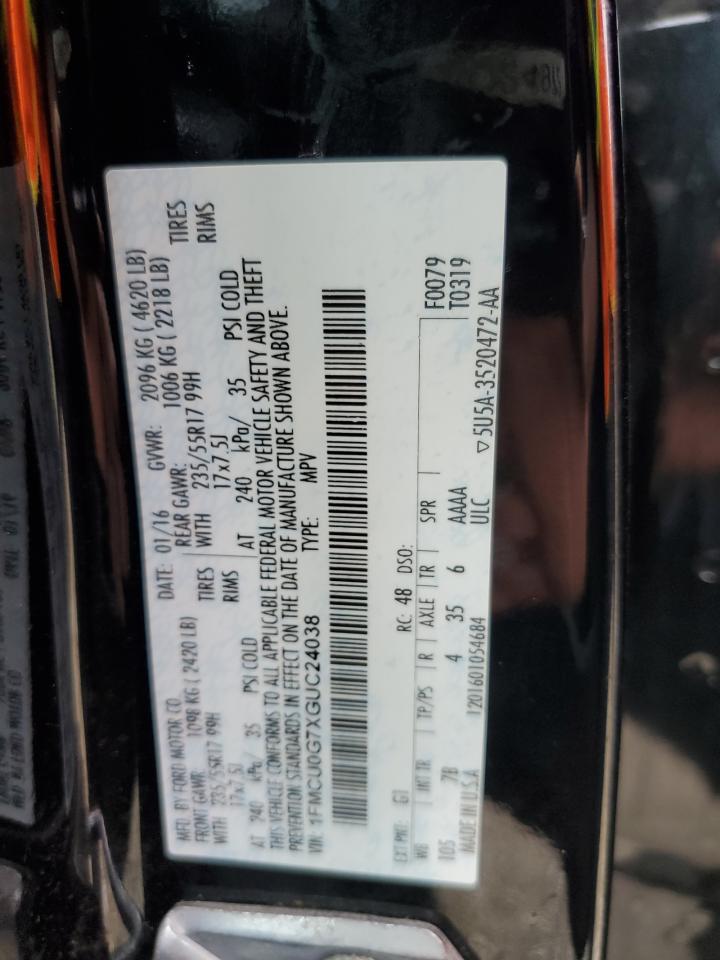 MFD. BY FORD MOTOR CO. DATE: 01/16 GVWR: 2096 KG ( 4620 LB)
FRONT GAWR: 1098 KG ( 2420 LB) REAR GAWR: 1006 KG ( 2218 LB)
WITH 235/55R17 99H TIRES WITH 235/55R17 99H TIRES
17x7.5J RIMS 17x7.5J RIMS
AT 240 kPa/ 35 PSI COLD AT 240 kPa/ 35 PSI COLD
THIS VEHICLE CONFORMS TO ALL APPLICABLE FEDERAL MOTOR VEHICLE SAFETY AND THEFT
PREVENTION STANDARDS IN EFFECT ON THE DATE OF MANUFACTURE SHOWN ABOVE.
VIN: 1FMCU0G7XGUC24038 TYPE: MPV
EXT PNT: G1 RC: 48 DSO: F0079
WB INT TR TP/PS R AXLE TR SPR T0319
105 7B 4 35 6 AAAA
MADE IN U.S.A. 1201601054684 ULC ▽5U5A-3520472-AA